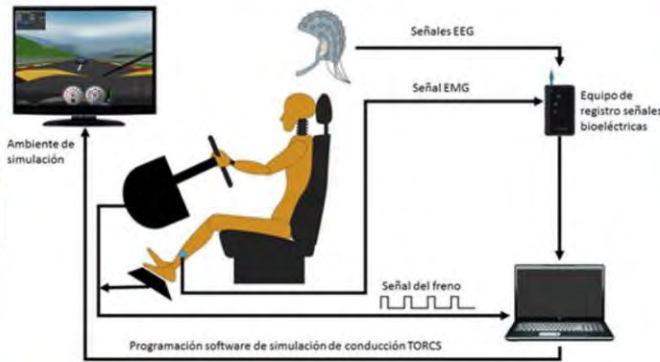 Señales EEG
Señal EMG
Equipo de
registro señales
bioeléctricas
Ambiente de
simulación
Señal del freno
Programación software de simulación de conducción TORCS